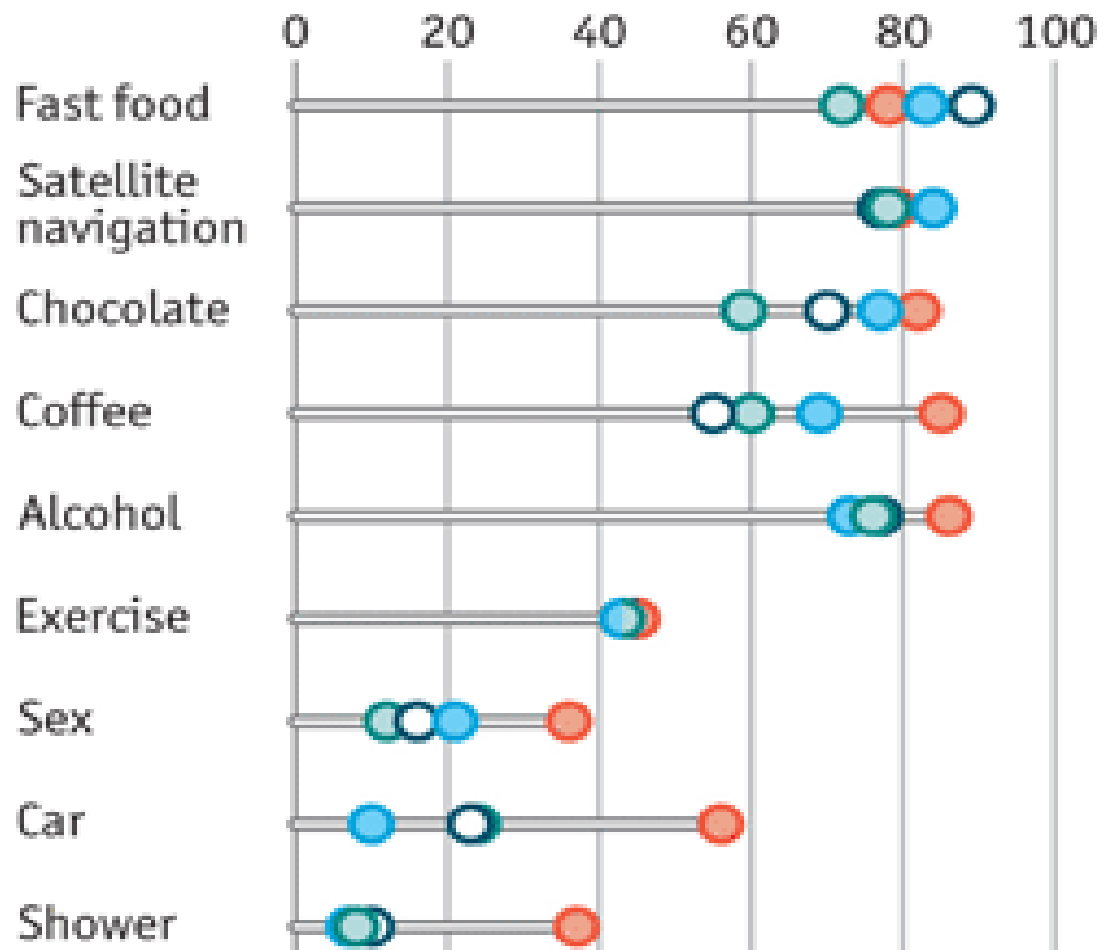 0 20 40 60 80 100
Fast food
Satellite
navigation
Chocolate
Coffee
Alcohol
Exercise
Sex
Car
Shower